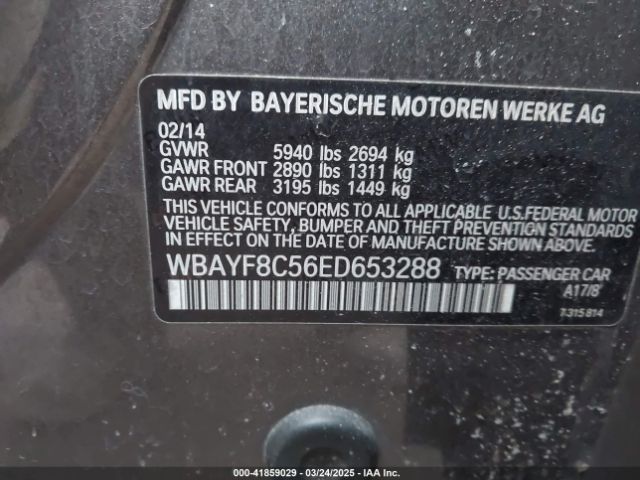 MFD BY BAYERISCHE MOTOREN WERKE AG
02/14
GVWR 5940 lbs 2694 kg
GAWR FRONT 2890 lbs 1311 kg
GAWR REAR 3195 lbs 1449 kg
THIS VEHICLE CONFORMS TO ALL APPLICABLE U.S.FEDERAL MOTOR
VEHICLE SAFETY, BUMPER AND THEFT PREVENTION STANDARDS
IN EFFECT ON THE DATE OF MANUFACTURE SHOWN ABOVE.
WBAYF8C56ED653288 TYPE: PASSENGER CAR
A17/8
7 315 814
000-41859029 - 03/24/2025 - IAA Inc.